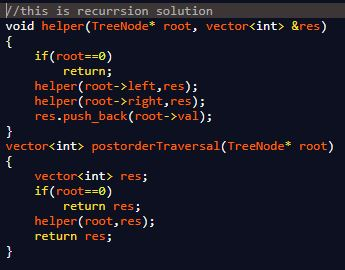 //this is recurrsion solution
void helper(TreeNode* root, vector<int> &res)
{
    if(root==0)
        return;
    helper(root->left,res);
    helper(root->right,res);
    res.push_back(root->val);
}
vector<int> postorderTraversal(TreeNode* root)
{
    vector<int> res;
    if(root==0)
        return res;
    helper(root,res);
    return res;
}